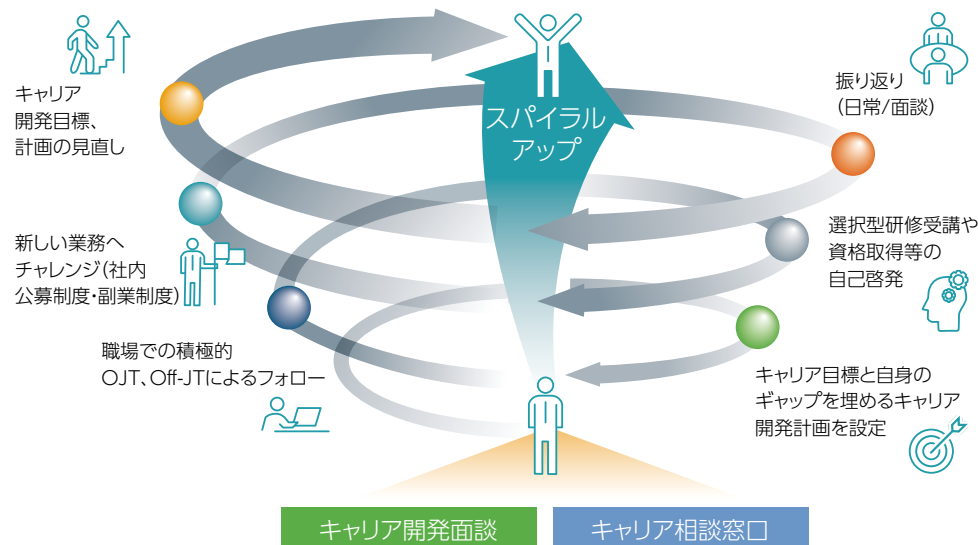 キャリア
開発目標、
計画の見直し
スパイラル
アップ
振り返り
（日常/面談）
新しい業務へ
チャレンジ（社内
公募制度・副業制度）
選択型研修受講や
資格取得等の
自己啓発
職場での積極的
OJT、Off-JTによるフォロー
キャリア目標と自身の
ギャップを埋めるキャリア
開発計画を設定
キャリア開発面談
キャリア相談窓口